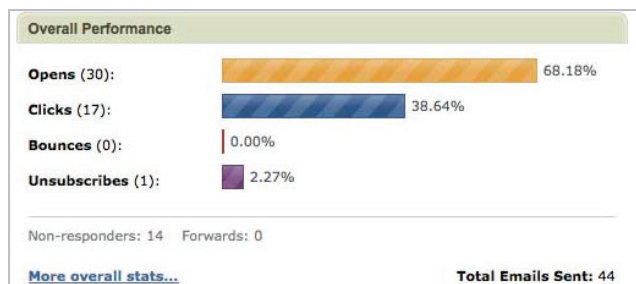 Overall Performance
Opens (30): 68.18%
Clicks (17): 38.64%
Bounces (0): 0.00%
Unsubscribes (1): 2.27%
Non-responders: 14 Forwards: 0
More overall stats... Total Emails Sent: 44